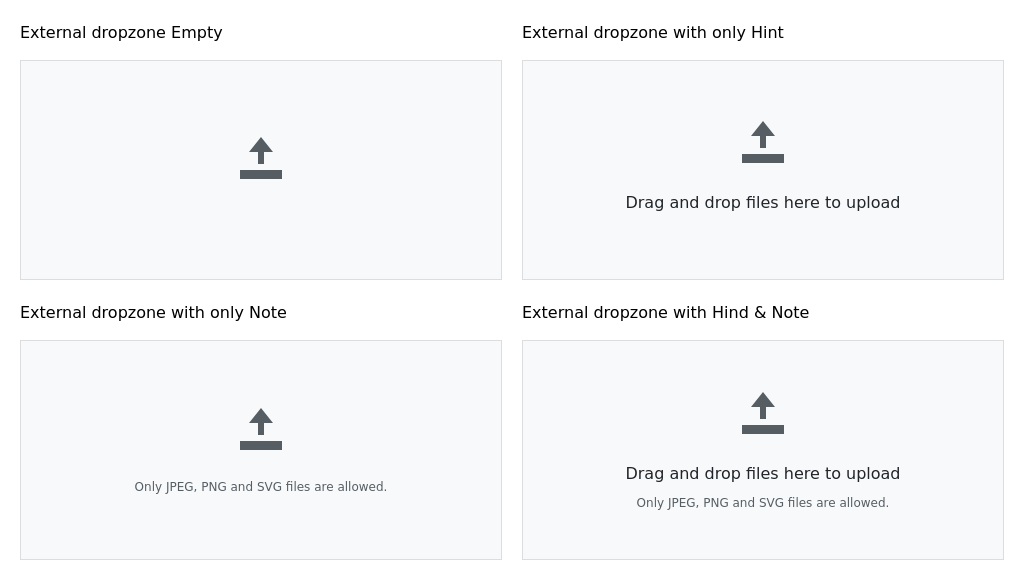 External dropzone Empty
External dropzone with only Hint
Drag and drop files here to upload
External dropzone with only Note
Only JPEG, PNG and SVG files are allowed.
External dropzone with Hind & Note
Drag and drop files here to upload
Only JPEG, PNG and SVG files are allowed.